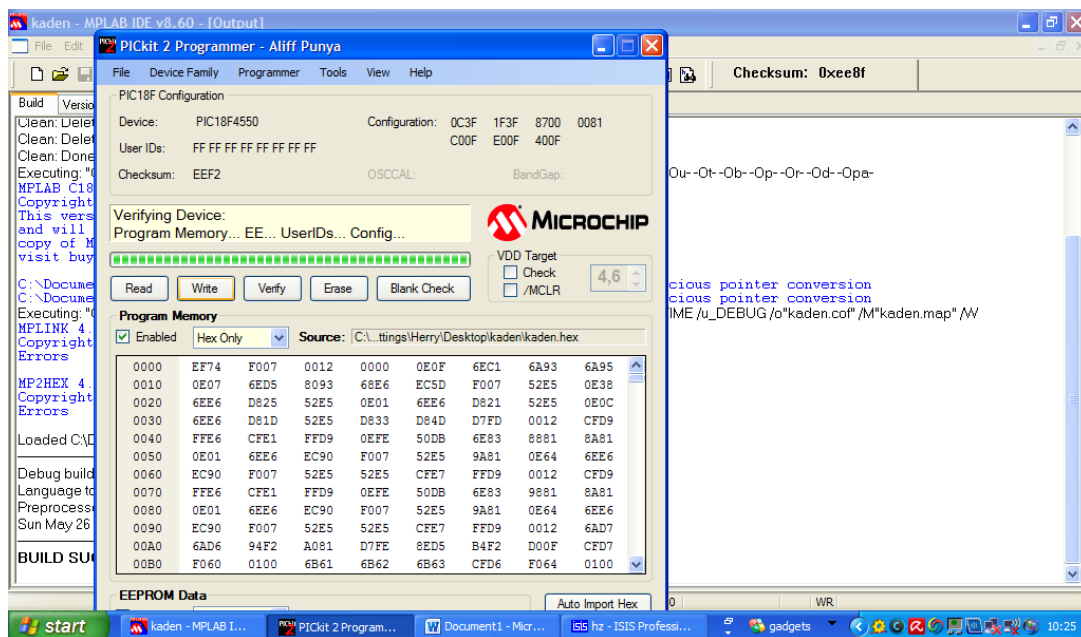 kaden - MPLAB IDE v8.60 - [Output]
File Edit
Checksum: 0xee8f
Build Versio
Clean: Delet
Clean: Delet
Clean: Done
Executing: "C
MPLAB C18
Copyright
This vers
and will
copy of M
visit buy
C:\Docume
C:\Docume
Executing: "C
MPLINK 4.
Copyright
Errors
MP2HEX 4.
Copyright
Errors
Loaded C:\D
Debug build
Language to
Preprocess
Sun May 26
BUILD SU
Ou--Ot--Ob--Op--Or--Od--Opa-
cious pointer conversion
cious pointer conversion
IME /u_DEBUG /o"kaden.cof" /M"kaden.map" /W
WR
PICkit 2 Programmer - Aliff Punya
File Device Family Programmer Tools View Help
PIC18F Configuration
Device: PIC18F4550 Configuration: 0C3F 1F3F 8700 0081
C00F E00F 400F
User IDs: FF FF FF FF FF FF FF FF
Checksum: EEF2 OSCCAL: BandGap:
Verifying Device:
Program Memory... EE... UserIDs... Config...
MICROCHIP
VDD Target
Check
/MCLR
4,6
Read Write Verify Erase Blank Check
Program Memory
Enabled Hex Only Source: C:\...ttings\Herry\Desktop\kaden\kaden.hex
0000 EF74 F007 0012 0000 0E0F 6EC1 6A93 6A95
0010 0E07 6ED5 8093 68E6 EC5D F007 52E5 0E38
0020 6EE6 D825 52E5 0E01 6EE6 D821 52E5 0E0C
0030 6EE6 D81D 52E5 D833 D84D D7FD 0012 CFD9
0040 FFE6 CFE1 FFD9 0EFE 50DB 6E83 8881 8A81
0050 0E01 6EE6 EC90 F007 52E5 9A81 0E64 6EE6
0060 EC90 F007 52E5 52E5 CFE7 FFD9 0012 CFD9
0070 FFE6 CFE1 FFD9 0EFE 50DB 6E83 9881 8A81
0080 0E01 6EE6 EC90 F007 52E5 9A81 0E64 6EE6
0090 EC90 F007 52E5 52E5 CFE7 FFD9 0012 6AD7
00A0 6AD6 94F2 A081 D7FE 8ED5 B4F2 D00F CFD7
00B0 F060 0100 6B61 6B62 6B63 CFD6 F064 0100
EEPROM Data
Auto Import Hex
start kaden - MPLAB I... PICkit 2 Program... Document1 - Micr... hz - ISIS Professi... gadgets 10:25